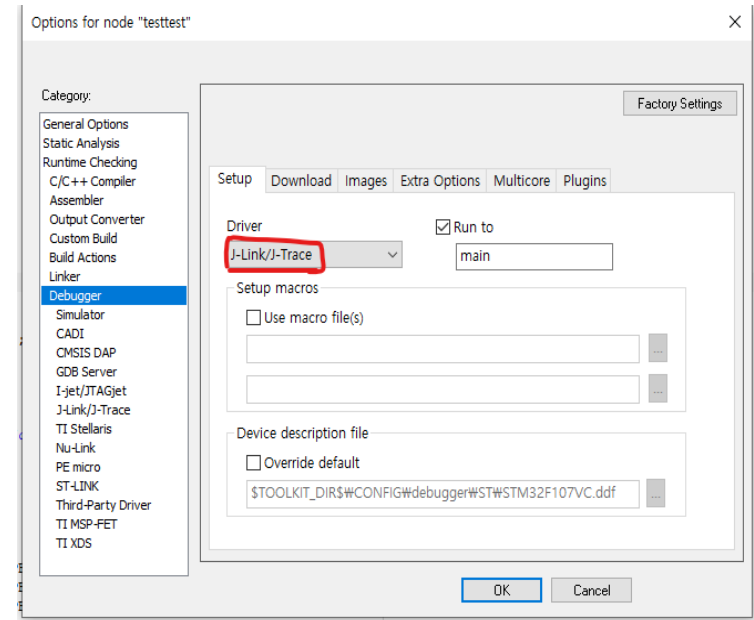 Options for node "testtest"
Category:
General Options
Static Analysis
Runtime Checking
C/C++ Compiler
Assembler
Output Converter
Custom Build
Build Actions
Linker
Debugger
Simulator
CADI
CMSIS DAP
GDB Server
I-jet/JTAGjet
J-Link/J-Trace
TI Stellaris
Nu-Link
PE micro
ST-LINK
Third-Party Driver
TI MSP-FET
TI XDS
Factory Settings
Setup Download Images Extra Options Multicore Plugins
Driver
Run to
J-Link/J-Trace
main
Setup macros
Use macro file(s)
...
...
Device description file
Override default
$TOOLKIT_DIR$₩CONFIG₩debugger₩ST₩STM32F107VC.ddf
...
OK Cancel